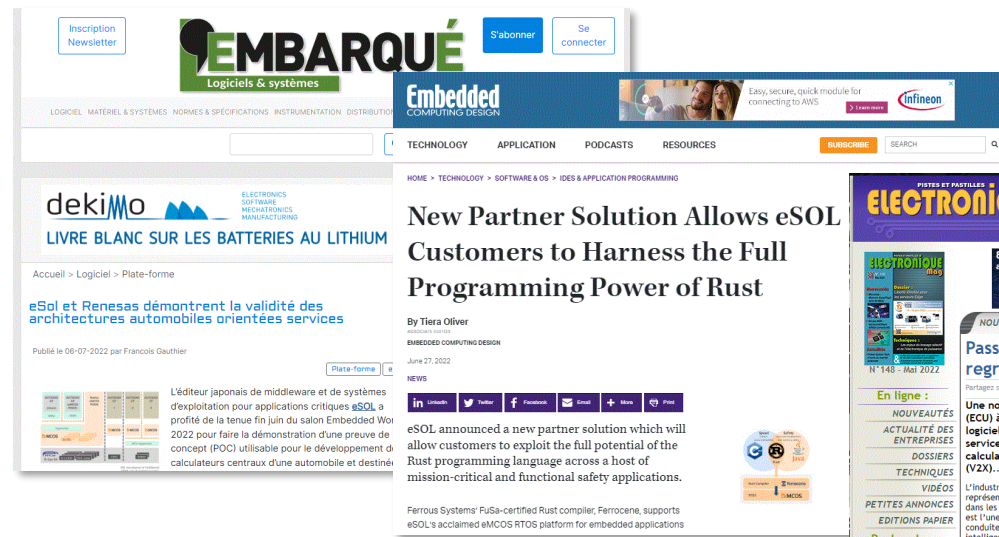 Inscription
Newsletter
L'EMBARQUÉ
Logiciels & systèmes
S'abonner
Se
connecter
LOGICIEL MATÉRIEL & SYSTÈMES NORMES & SPÉCIFICATIONS INSTRUMENTATION DISTRIBUTION
dekimo
ELECTRONICS
SOFTWARE
MECHATRONICS
MANUFACTURING
LIVRE BLANC SUR LES BATTERIES AU LITHIUM
Accueil > Logiciel > Plate-forme
eSol et Renesas démontrent la validité des
architectures automobiles orientées services
Publié le 06-07-2022 par Francois Gauthier
Plate-forme
L'éditeur japonais de middleware et de systèmes
d'exploitation pour applications critiques eSOL a
profité de la tenue fin juin du salon Embedded Wo
2022 pour faire la démonstration d'une preuve de
concept (POC) utilisable pour le développement d
calculateurs centraux d'une automobile et destinée
Embedded
COMPUTING DESIGN
Easy, secure, quick module for
connecting to AWS
Learn more
infineon
TECHNOLOGY APPLICATION PODCASTS RESOURCES
SUBSCRIBE
SEARCH
HOME > TECHNOLOGY > SOFTWARE & OS > IDES & APPLICATION PROGRAMMING
New Partner Solution Allows eSOL
Customers to Harness the Full
Programming Power of Rust
By Tiera Oliver
EMBEDDED COMPUTING DESIGN
June 27, 2022
NEWS
LinkedIn Twitter Facebook Email More Print
eSOL announced a new partner solution which will
allow customers to exploit the full potential of the
Rust programming language across a host of
mission-critical and functional safety applications.
Java
Ferrous Systems' FuSa-certified Rust compiler, Ferrocene, supports
eSOL's acclaimed eMCOS RTOS platform for embedded applications
PISTES ET PASTILLES
ELECTRONI
ELECTRONIQUE
Mag
N°148 - Mai 2022
En ligne :
NOUVEAUTÉS
ACTUALITÉ DES
ENTREPRISES
DOSSIERS
TECHNIQUES
VIDÉOS
PETITES ANNONCES
EDITIONS PAPIER
NOU
Pass
regr
Partagez s
Une no
(ECU) à
logiciel
service
calcula
(V2X)..
L'industr
représen
dans les
est l'une
conduite